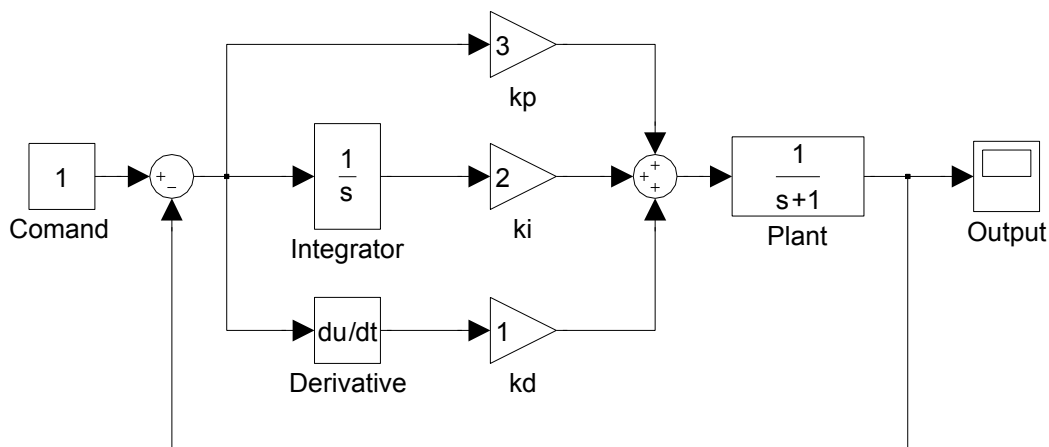 3
kp
1
Comand
+
−
1
s
Integrator
2
ki
+
+
+
1
s+1
Plant
Output
du/dt
Derivative
1
kd